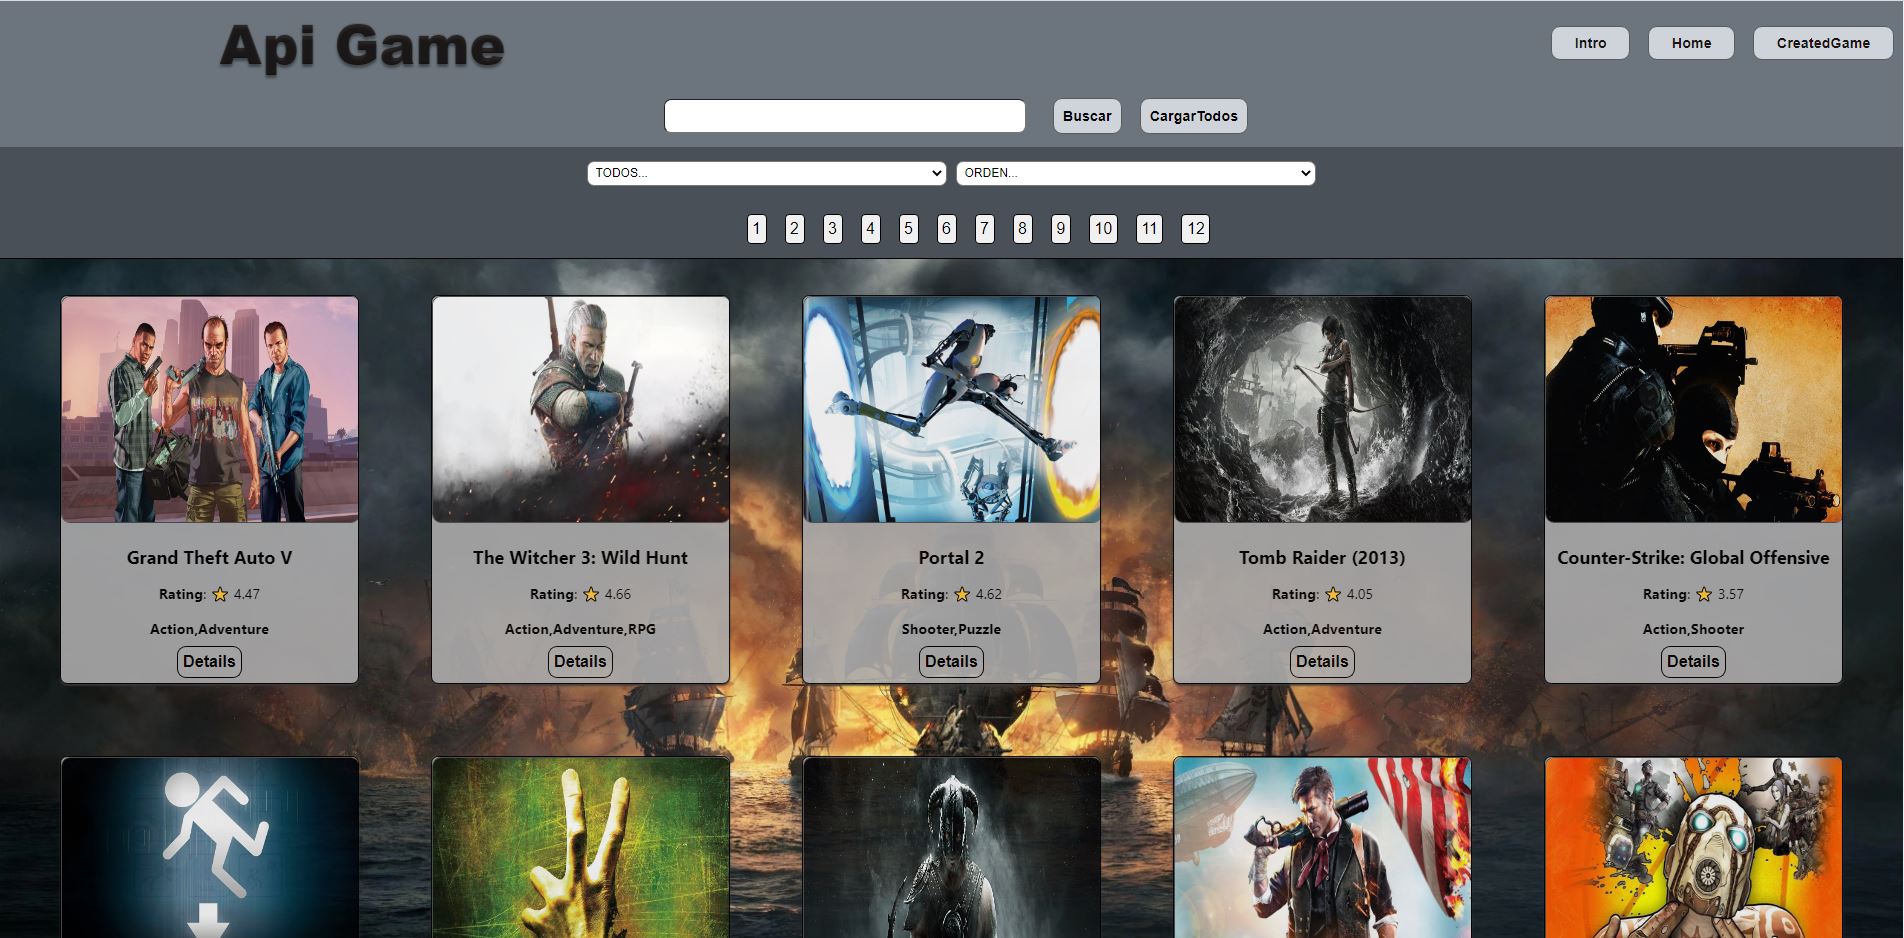 Api Game
Intro Home CreatedGame
Buscar CargarTodos
TODOS... ORDEN...
1 2 3 4 5 6 7 8 9 10 11 12
Grand Theft Auto V
Rating: 4.47
Action,Adventure
Details
The Witcher 3: Wild Hunt
Rating: 4.66
Action,Adventure,RPG
Details
Portal 2
Rating: 4.62
Shooter,Puzzle
Details
Tomb Raider (2013)
Rating: 4.05
Action,Adventure
Details
Counter-Strike: Global Offensive
Rating: 3.57
Action,Shooter
Details